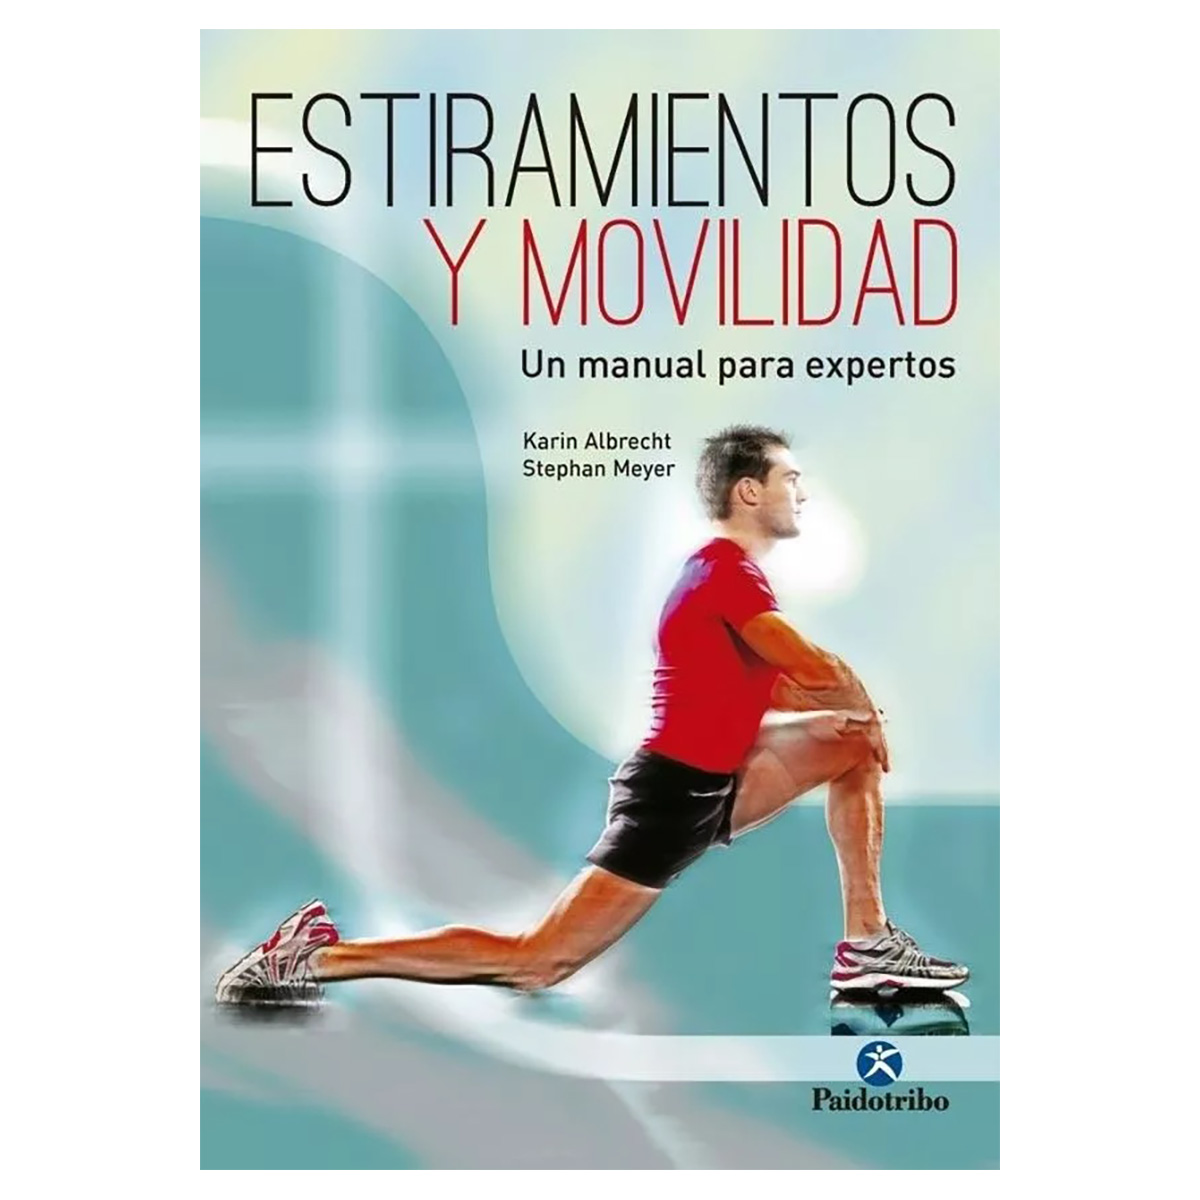 ESTIRAMIENTOS
Y MOVILIDAD
Un manual para expertos
Karin Albrecht
Stephan Meyer
Paidotribo